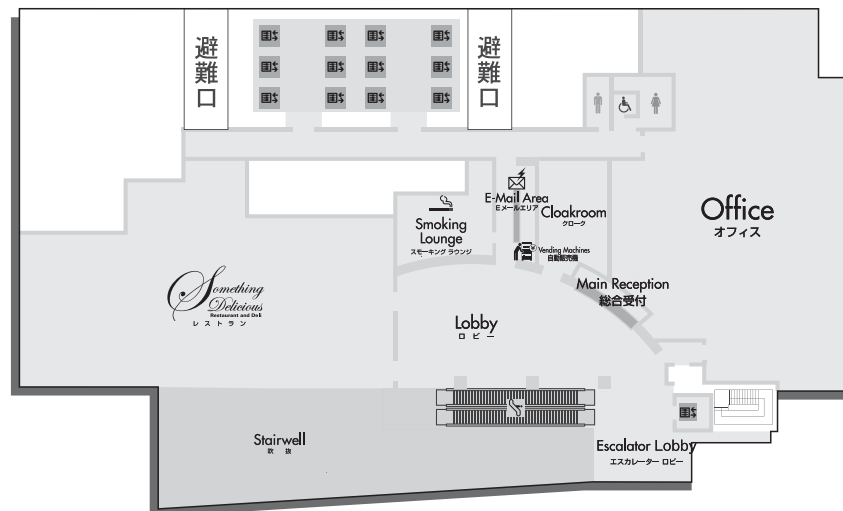 避難口
避難口
E-Mail Area
Eメールエリア
Cloakroom
クローク
Smoking
Lounge
スモーキング ラウンジ
Vending Machines
自動販売機
Office
オフィス
Something
Delicious
Restaurant and Deli
レストラン
Main Reception
総合受付
Lobby
ロビー
Stairwell
吹抜
Escalator Lobby
エスカレーター ロビー